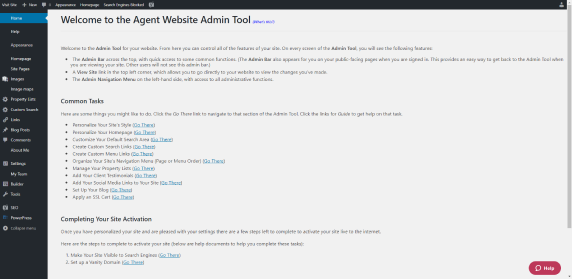 Visit Site + New 0 Appearance Homepage Search Engines Blocked
Home
Help
Appearance
Homepage
Site Pages
Images
Image maps
Property Lists
Custom Search
Links
Blog Posts
Comments
About Me
Settings
My Team
Builder
Tools
SEO
PowerPress
Collapse menu
Welcome to the Agent Website Admin Tool (What's this?)
Welcome to the Admin Tool for your website. From here you can control all of the features of your site. On every screen of the Admin Tool, you will see the following features:
• The Admin Bar across the top, with quick access to some common functions. (The Admin Bar also appears for you on your public-facing pages when you are signed in. This provides an easy way to get back to the Admin Tool when
you are viewing your site. Other users will not see this admin bar.)
• A View Site link in the top left corner, which allows you to go directly to your website to view the changes you've made.
• The Admin Navigation Menu on the left-hand side, with access to all administrative functions.
Common Tasks
Here are some things you might like to do. Click the Go There link to navigate to that section of the Admin Tool. Click the links for Guide to get help on that task.
• Personalize Your Site's Style (Go There)
• Personalize Your Homepage (Go There)
• Customize Your Default Search Area (Go There)
• Create Custom Search Links (Go There)
• Create Custom Menu Links (Go There)
• Organize Your Site's Navigation Menu (Page or Menu Order) (Go There)
• Manage Your Property Lists (Go There)
• Add Your Client Testimonials (Go There)
• Add Your Social Media Links to Your Site (Go There)
• Set Up Your Blog (Go There)
• Apply an SSL Cert (Go There)
Completing Your Site Activation
Once you have personalized your site and are pleased with your settings there are a few steps left to complete to activate your site live to the internet.
Here are the steps to complete to activate your site (below are help documents to help you complete these tasks):
1. Make Your Site Visible to Search Engines (Go There)
2. Set up a Vanity Domain (Go There)
Help